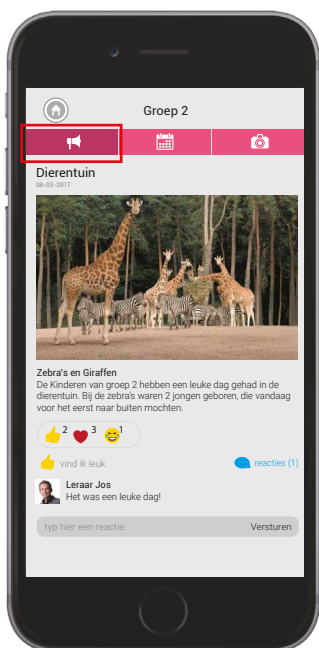 Groep 2
Dierentuin
08-03-2017
Zebra's en Giraffen
De Kinderen van groep 2 hebben een leuke dag gehad in de
dierentuin. Bij de zebra's waren 2 jongen geboren, die vandaag
voor het eerst naar buiten mochten.
2 3 1
vind ik leuk reacties (1)
Leraar Jos
Het was een leuke dag!
typ hier een reactie Versturen